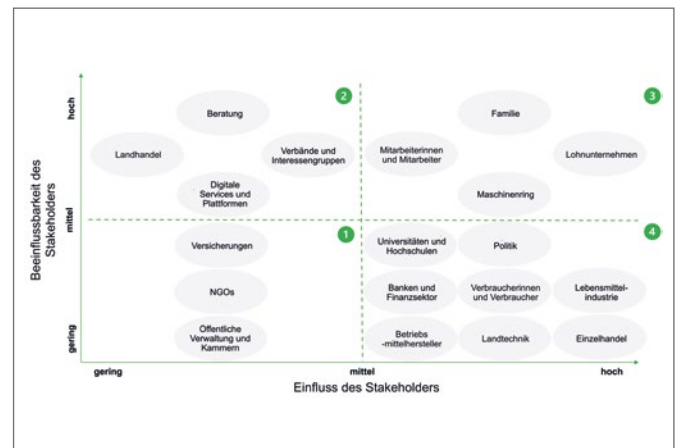 Beeinflussbarkeit des
Stakeholders
hoch
mittel
gering
2
3
Beratung
Familie
Landhandel
Verbände und
Interessengruppen
Mitarbeiterinnen
und Mitarbeiter
Lohnunternehmen
Digitale
Services und
Plattformen
Maschinenring
1
4
Versicherungen
Universitäten und
Hochschulen
Politik
NGOs
Banken und
Finanzsektor
Verbraucherinnen
und Verbraucher
Lebensmittel-
industrie
Öffentliche
Verwaltung und
Kammern
Betriebs
-mittelhersteller
Landtechnik
Einzelhandel
gering
mittel
hoch
Einfluss des Stakeholders